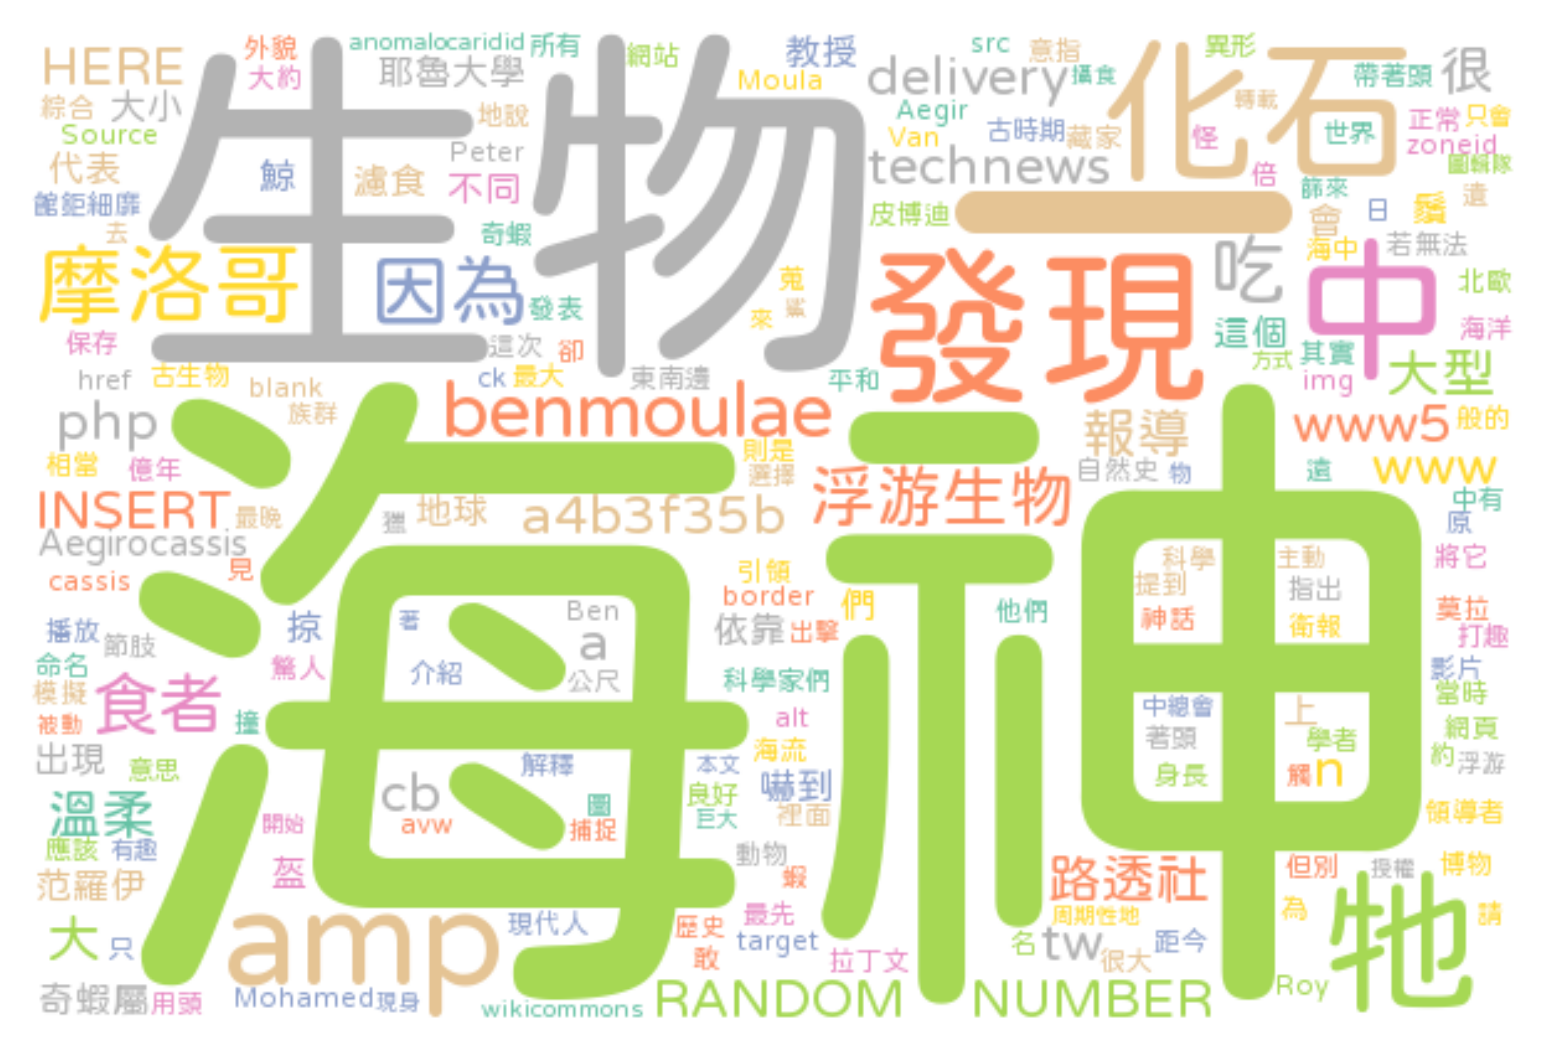 HERE
外貌
anomalocaridid
所有
網站
教授
src
意指
異形
化石
很
大約
耶魯大學
Moula
delivery
攝食
帶著頭
綜合
大小
生物
地說
Aegir
轉載
Source
Van
古時期
藏家
怪
世界
正常
只會
代表
鯨
濾食
Peter
technews
zoneid
不同
倍
篩來
圖輯隊
館鉅細靡
皮博迪
一
會
日
鬚
遺
去
奇蝦
摩洛哥
因為
發現
吃
海中
中
若無法
蒐
北歐
發表
來
鯊
保存
這次
卻
這個
其實
海洋
方式
href
古生物
blank
ck
最大
東南邊
平和
img
大型
php
族群
benmoulae
報導
www5
般的
相當
億年
則是
選擇
自然史
物
遠
www
INSERT
最晚
獵
地球
a4b3f35b
浮游生物
中有
原
Aegirocassis
海神
cassis
見
引領
科學
主動
將它
border
提到
指出
播放
節肢
掠
著
Ben
a
依靠
出擊
們
他們
神話
衛報
莫拉
打趣
命名
驚人
介紹
公尺
科學家們
影片
模擬
食者
當時
被動
撞
alt
中總會
上
網頁
出現
意思
解釋
本文
海流
著頭
學者
約
浮游
溫柔
cb
圖
良好
嚇到
身長
觸
n
開始
avw
捕捉
巨大
裡面
領導者
應該
有趣
盔
動物
范羅伊
蝦
路透社
但別
授權
博物
大
只
amp
現代人
歷史
最先
周期性地
為
牠
請
敢
target
拉丁文
名
tw
很大
距今
奇蝦屬
用頭
Mohamed
現身
wikicommons
RANDOM
NUMBER
Roy